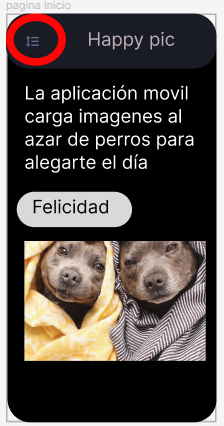 pagina inicio
Happy pic
La aplicación movil
carga imagenes al
azar de perros para
alegarte el día
Felicidad